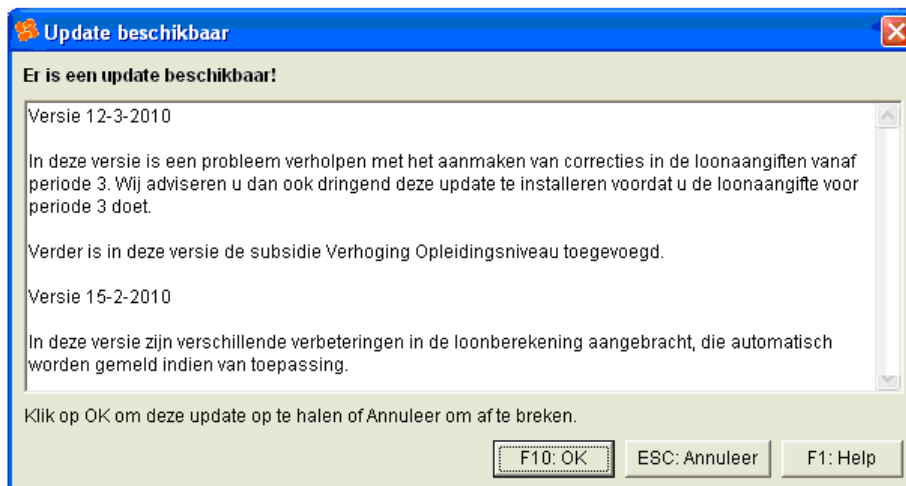 Update beschikbaar
Er is een update beschikbaar!
Versie 12-3-2010
In deze versie is een probleem verholpen met het aanmaken van correcties in de loonaangiften vanaf
periode 3. Wij adviseren u dan ook dringend deze update te installeren voordat u de loonaangifte voor
periode 3 doet.
Verder is in deze versie de subsidie Verhoging Opleidingsniveau toegevoegd.
Versie 15-2-2010
In deze versie zijn verschillende verbeteringen in de loonberekening aangebracht, die automatisch
worden gemeld indien van toepassing.
Klik op OK om deze update op te halen of Annuleer om af te breken.
F10: OK ESC: Annuleer F1: Help